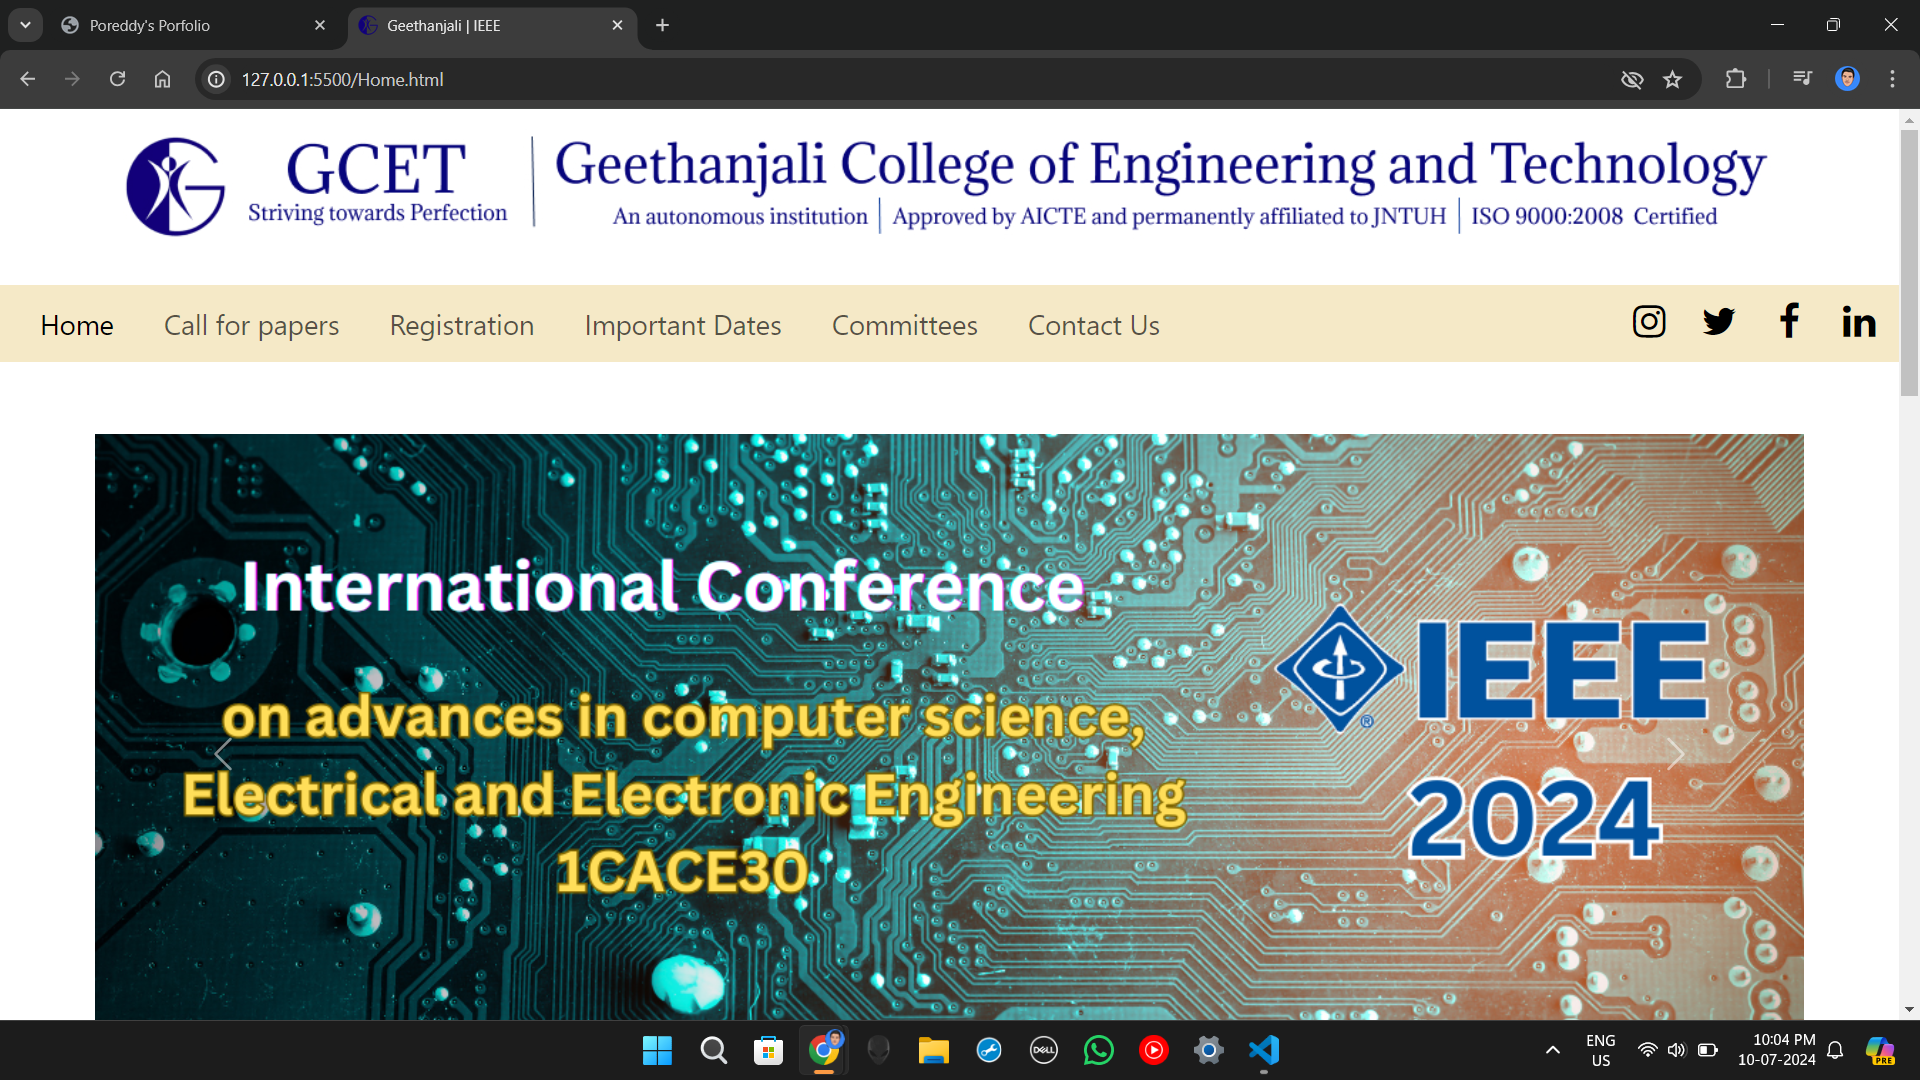 Poreddy's Porfolio
Geethanjali | IEEE
127.0.0.1:5500/Home.html
GCET
Striving towards Perfection
Geethanjali College of Engineering and Technology
An autonomous institution | Approved by AICTE and permanently affiliated to JNTUH | ISO 9000:2008 Certified
Home Call for papers Registration Important Dates Committees Contact Us
International Conference
on advances in computer science,
Electrical and Electronic Engineering
1CACE30
IEEE
®
2024
DELL
ENG
US
10:04 PM
10-07-2024
PRE